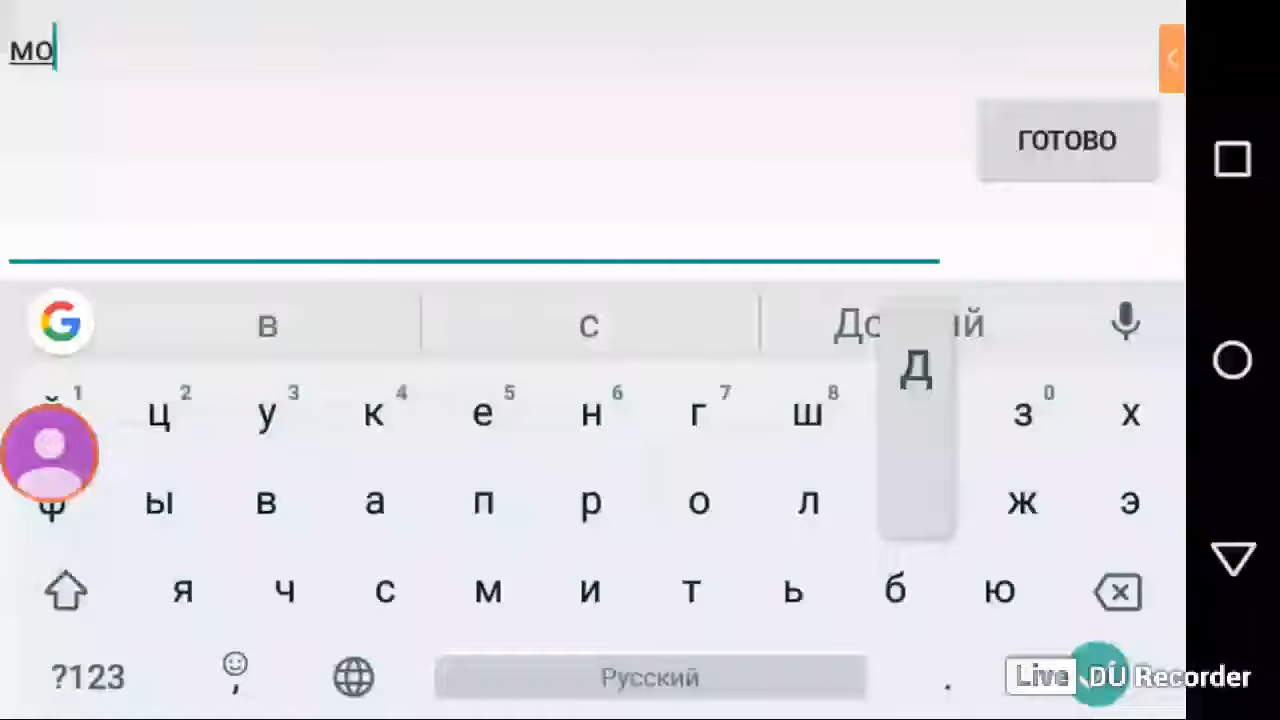 мо
ГОТОВО
в
с
1 2 3 4 5 6 7 8 0
ц у к е н г ш з х
Д
ф ы в а п р о л ж э
я ч с м и т ь б ю
?123 , Русский .
Live DU Recorder